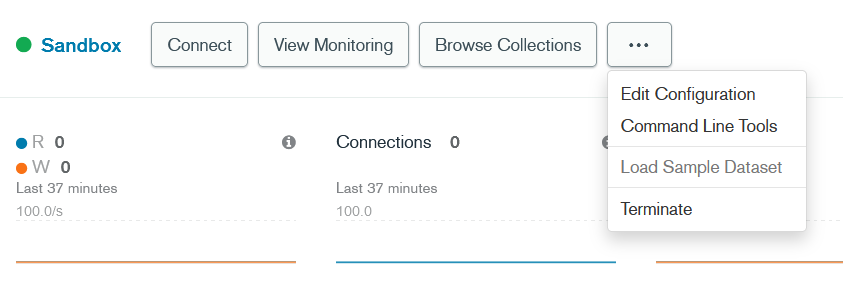 Sandbox Connect View Monitoring Browse Collections ...
Edit Configuration
Command Line Tools
Load Sample Dataset
Terminate
R 0
W 0
Last 37 minutes
100.0/s
Connections 0
Last 37 minutes
100.0